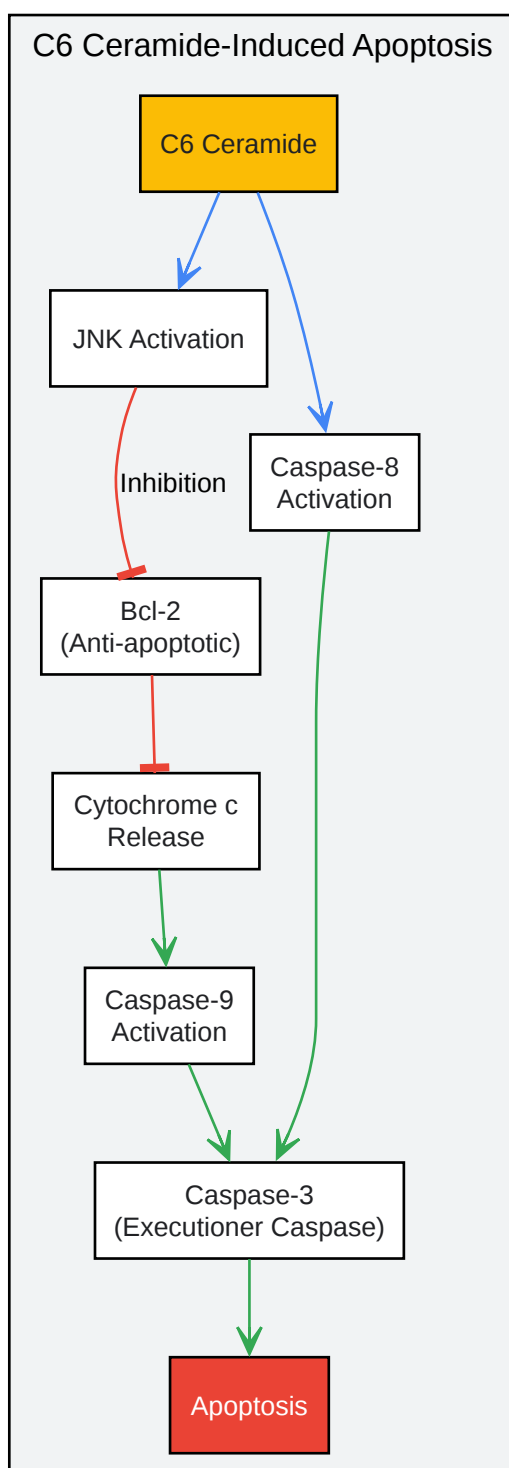 C6 Ceramide-Induced Apoptosis
C6 Ceramide
JNK Activation
Caspase-8
Activation
Inhibition
Bcl-2
(Anti-apoptotic)
Cytochrome c
Release
Caspase-9
Activation
Caspase-3
(Executioner Caspase)
Apoptosis